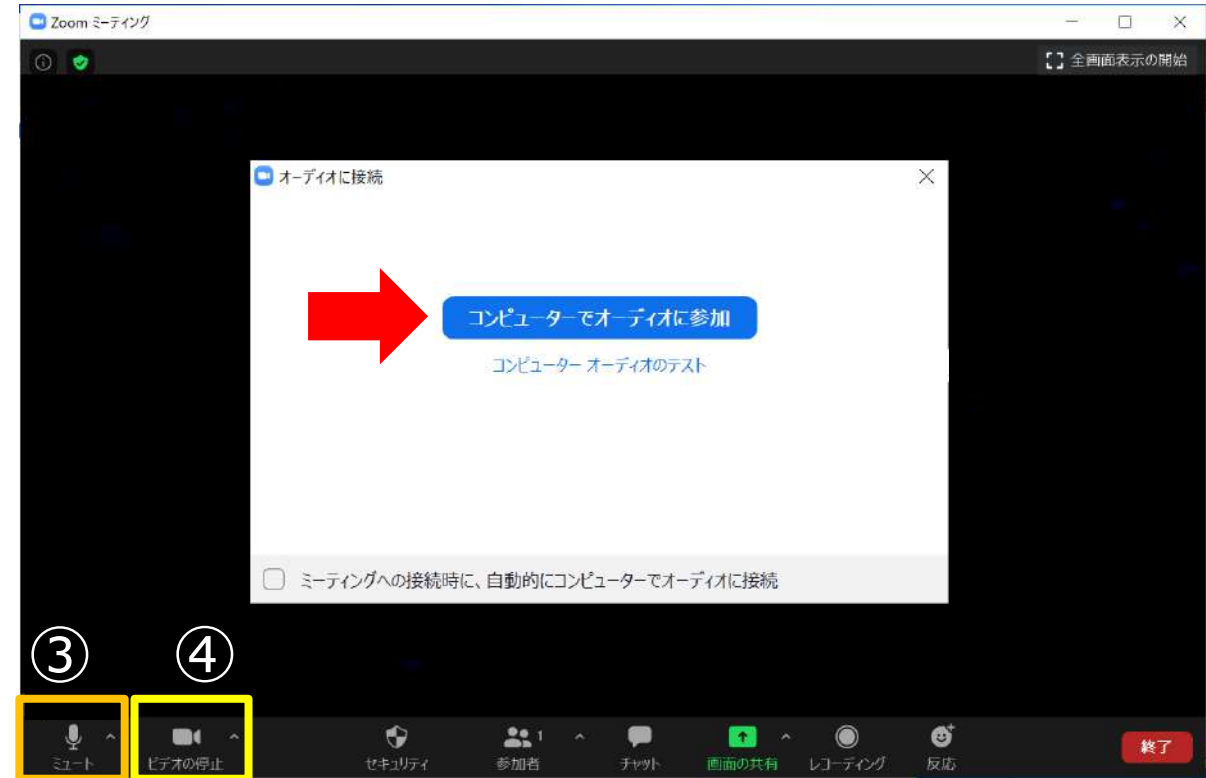 Zoom ミーティング
全画面表示の開始
オーディオに接続
コンピューターでオーディオに参加
コンピューター オーディオのテスト
ミーティングへの接続時に、自動的にコンピューターでオーディオに接続
③ ④
ミュート ビデオの停止 セキュリティ 参加者 1 チャット 画面の共有 レコーディング 反応 終了